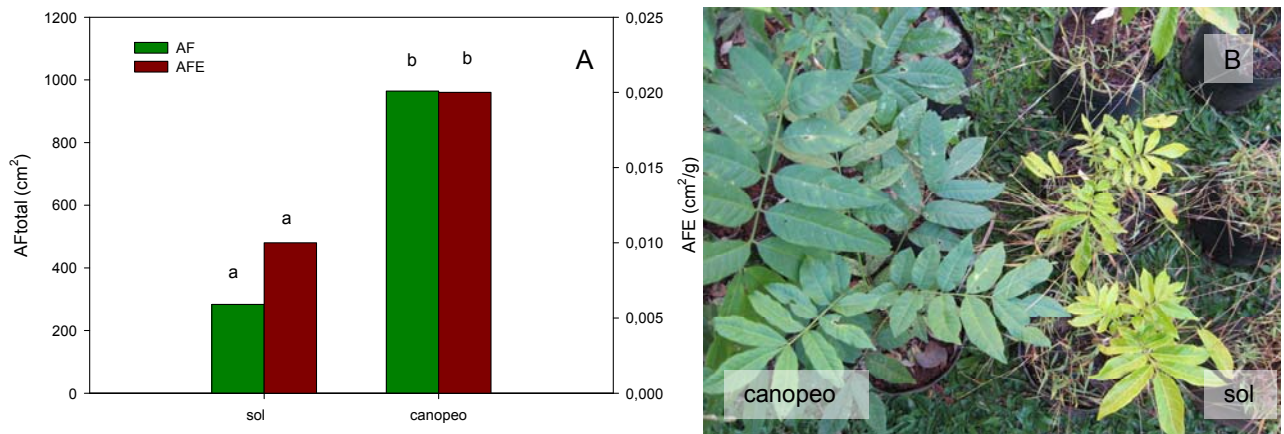 AFtotal (cm²)
1200
1000
800
600
400
200
0
AF
AFE
A
a
a
b
b
sol
canopeo
0,025
0,020
0,015
0,010
0,005
0,000
AFE (cm²/g)
B
canopeo
sol